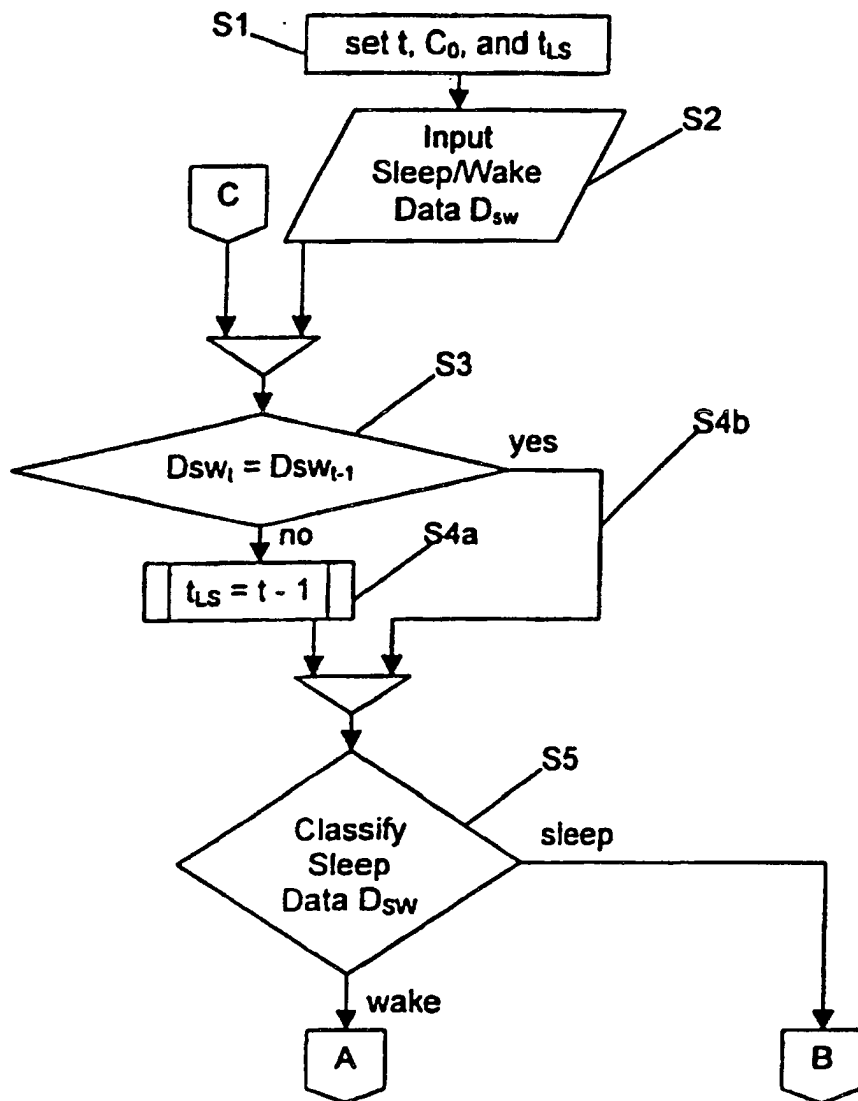 S1
set t, C₀, and t_LS
S2
Input
Sleep/Wake
Data D_sw
C
S3
Dsw_t = Dsw_t-1
yes
S4b
no
S4a
t_LS = t - 1
S5
Classify
Sleep
Data D_SW
sleep
wake
A
B